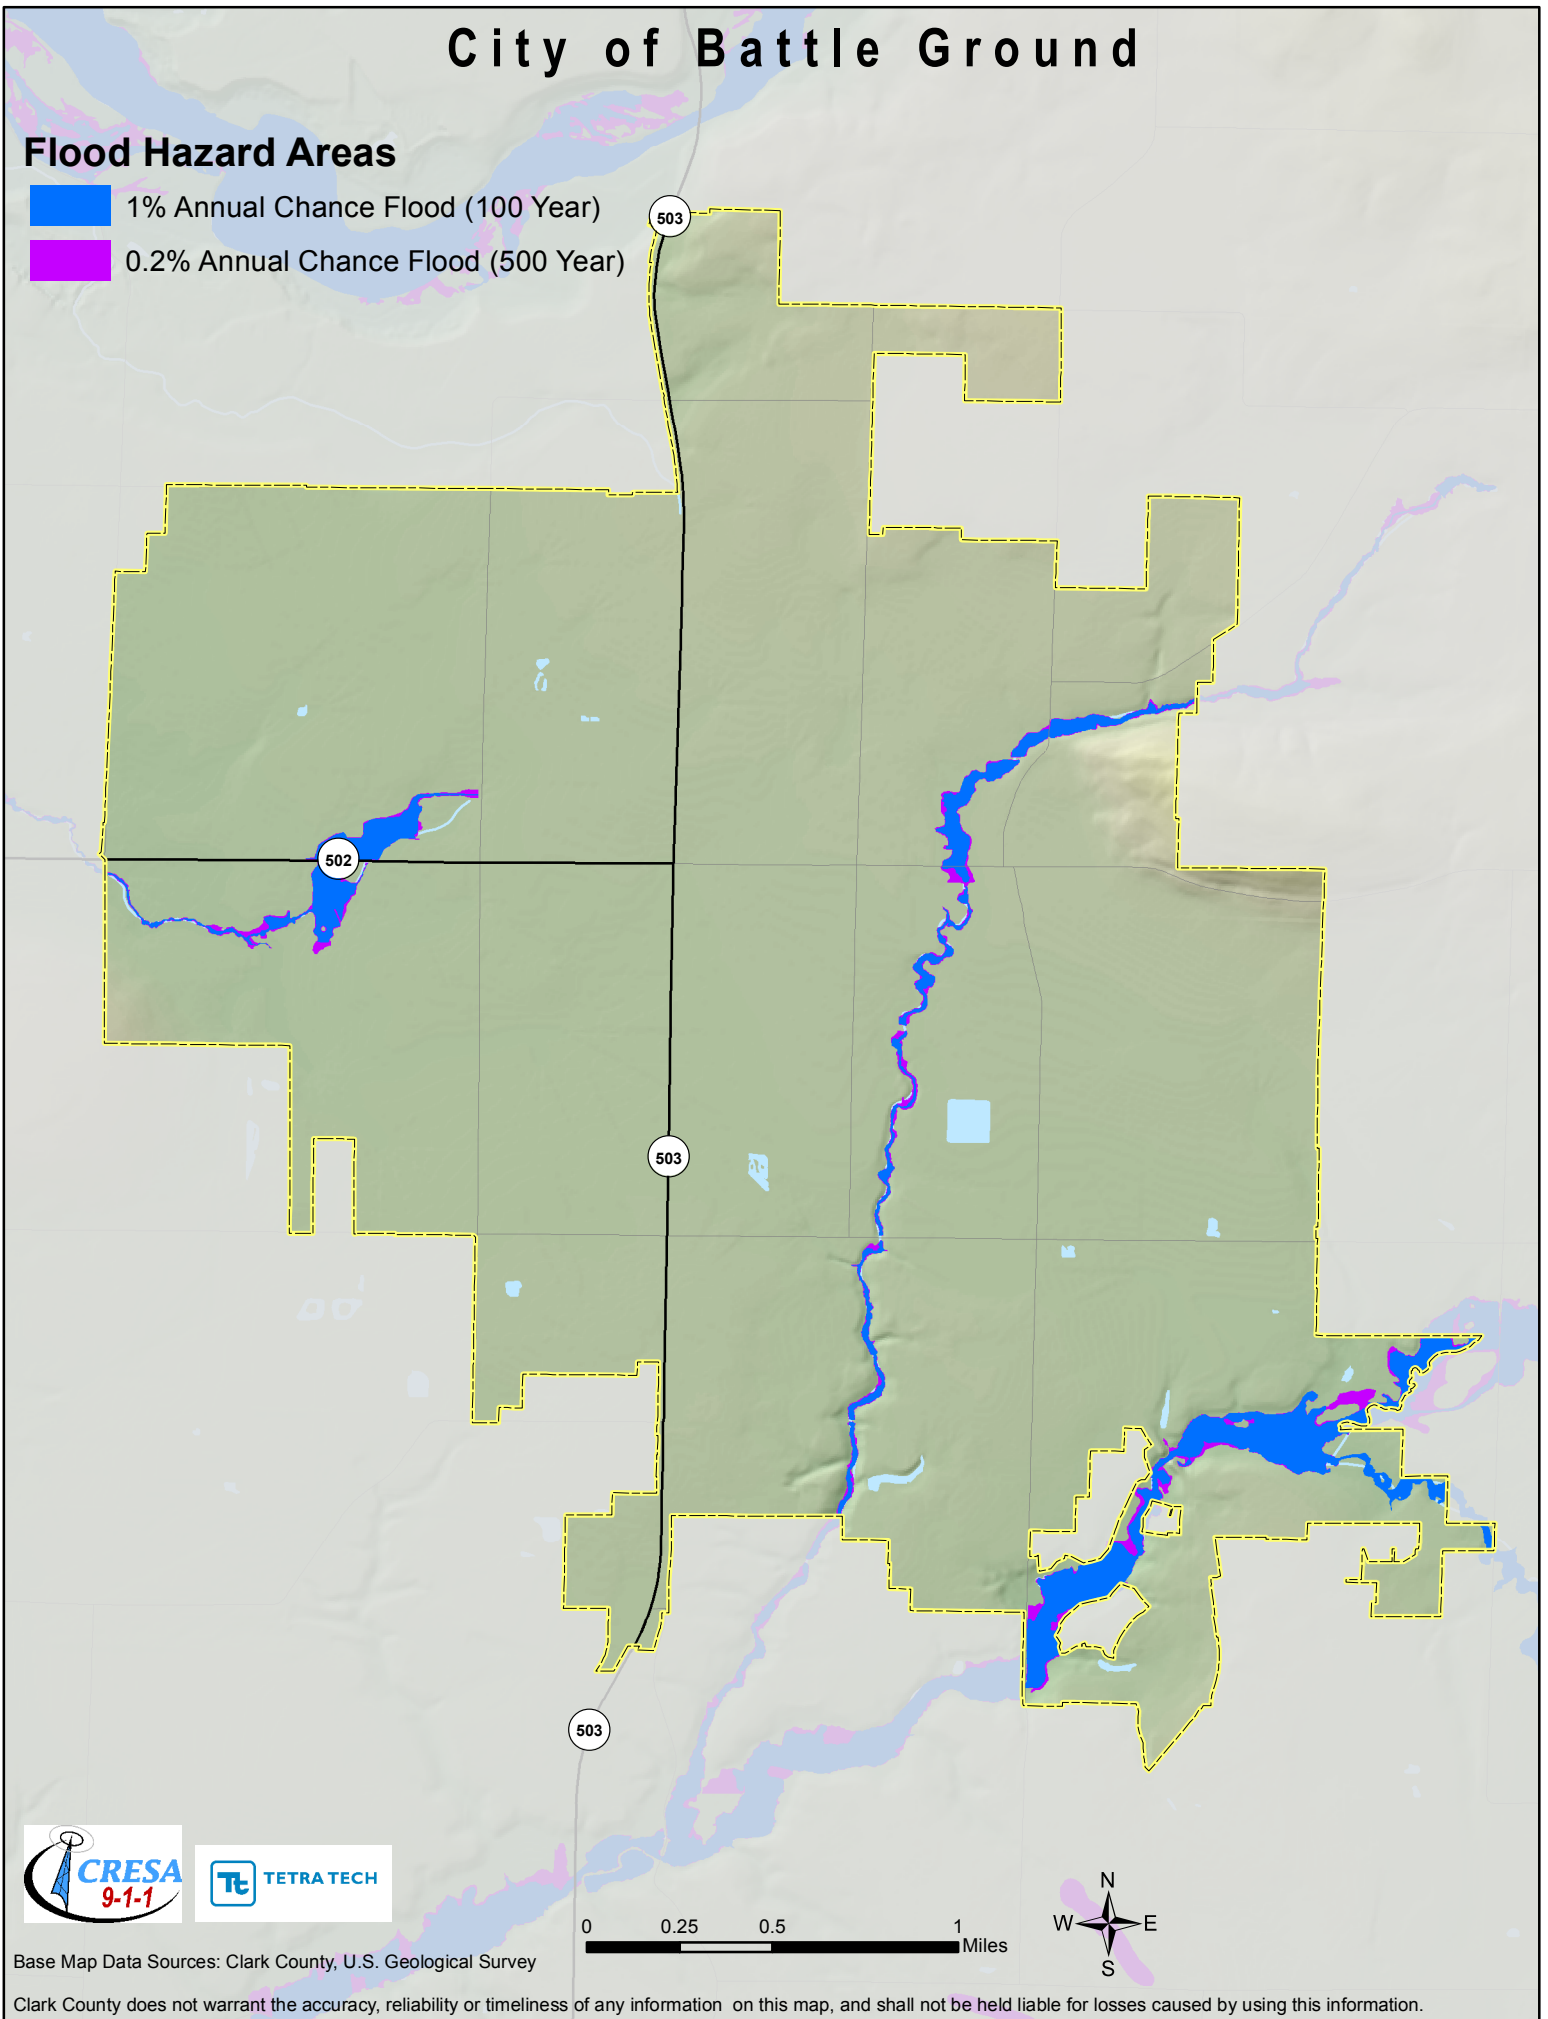 City of Battle Ground
Flood Hazard Areas
1% Annual Chance Flood (100 Year)
0.2% Annual Chance Flood (500 Year)
503
502
503
503
CRESA
9-1-1
Tt TETRA TECH
0 0.25 0.5 1
Miles
N
W E
S
Base Map Data Sources: Clark County, U.S. Geological Survey
Clark County does not warrant the accuracy, reliability or timeliness of any information on this map, and shall not be held liable for losses caused by using this information.